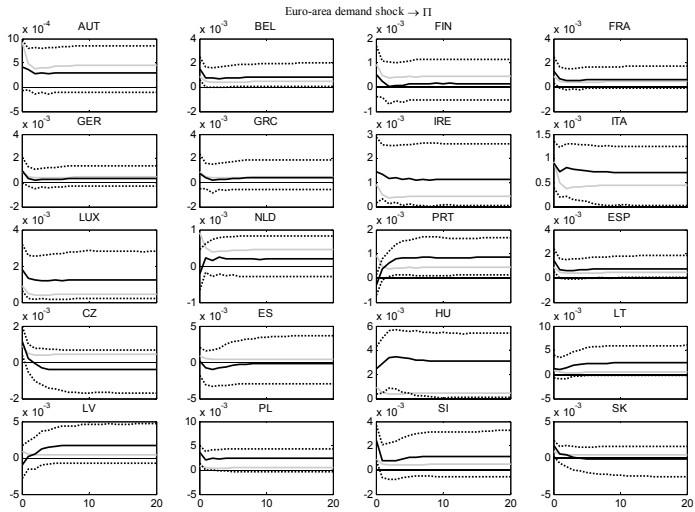 Euro-area demand shock → Π
AUT BEL FIN FRA
x 10⁻⁴ x 10⁻³ x 10⁻³ x 10⁻³
10 5 0 -5
4 2 0 -2
2 1 0 -1
4 2 0 -2
GER GRC IRE ITA
x 10⁻³ x 10⁻³ x 10⁻³ x 10⁻³
4 2 0 -2
4 2 0 -2
3 2 1 0
1.5 1 0.5 0
LUX NLD PRT ESP
x 10⁻³ x 10⁻³ x 10⁻³ x 10⁻³
4 2 0
1 0 -1
2 1 0 -1
4 2 0 -2
CZ ES HU LT
x 10⁻³ x 10⁻³ x 10⁻³ x 10⁻³
2 0 -2
5 0 -5
6 4 2 0
10 5 0 -5
LV PL SI SK
x 10⁻³ x 10⁻³ x 10⁻³ x 10⁻³
5 0 -5
10 5 0 -5
4 2 0 -2
5 0 -5
0 10 20 0 10 20 0 10 20 0 10 20